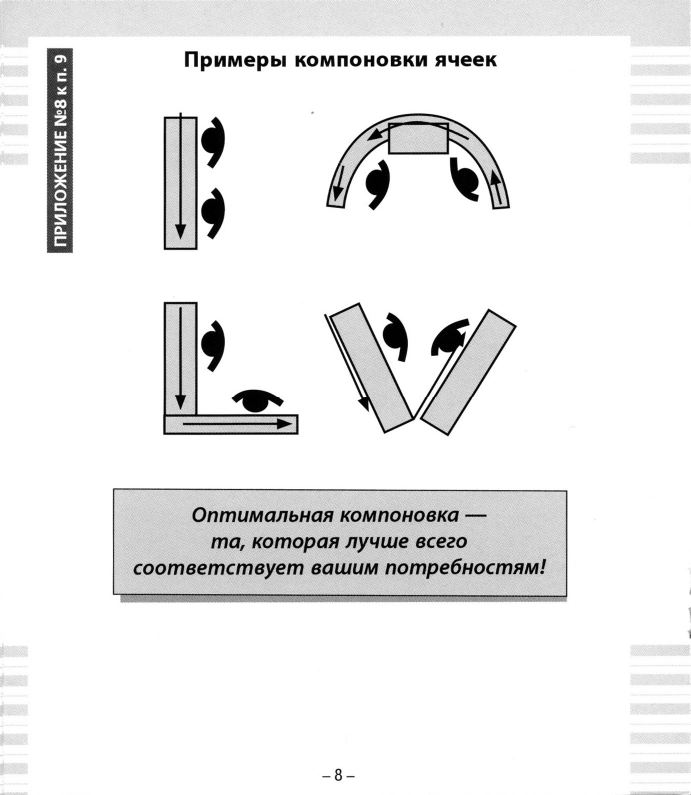 Примеры компоновки ячеек
ПРИЛОЖЕНИЕ №8 к п. 9
Оптимальная компоновка —
та, которая лучше всего
соответствует вашим потребностям!
– 8 –